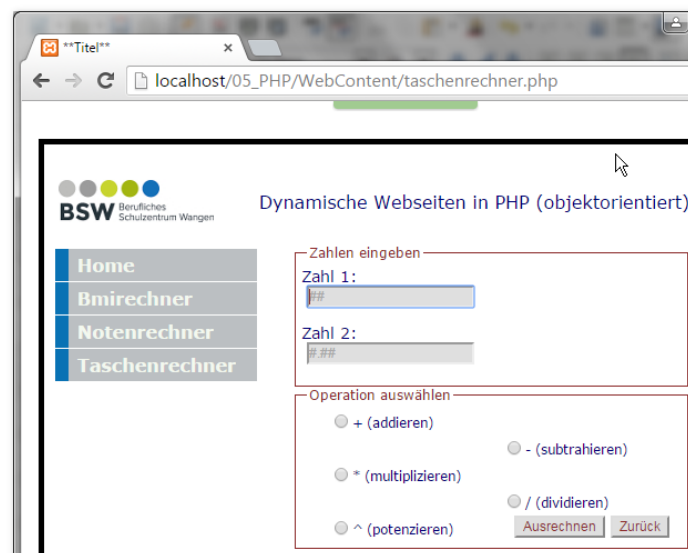 **Titel**
localhost/05_PHP/WebContent/taschenrechner.php
BSW Berufliches
Schulzentrum Wangen
Dynamische Webseiten in PHP (objektorientiert)
Home
Bmirechner
Notenrechner
Taschenrechner
Zahlen eingeben
Zahl 1:
##
Zahl 2:
#.##
Operation auswählen
+ (addieren)
- (subtrahieren)
* (multiplizieren)
/ (dividieren)
^ (potenzieren)
Ausrechnen Zurück